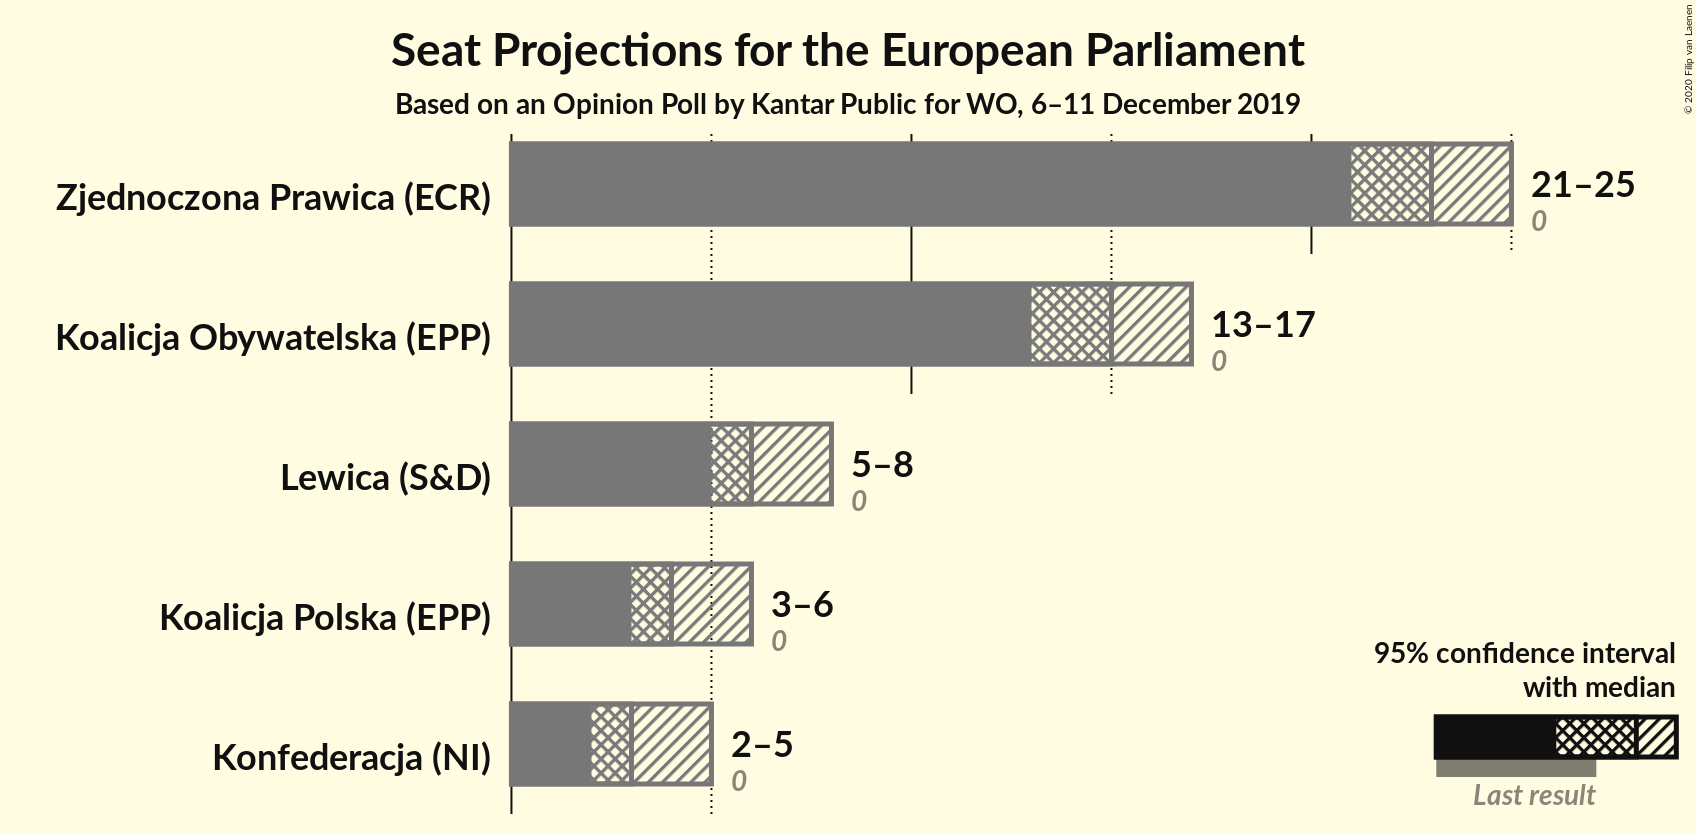 Seat Projections for the European Parliament
Based on an Opinion Poll by Kantar Public for WO, 6–11 December 2019
© 2020 Filip van Laenen
Zjednoczona Prawica (ECR)
21–25
0
Koalicja Obywatelska (EPP)
13–17
0
Lewica (S&D)
5–8
0
Koalicja Polska (EPP)
3–6
0
Konfederacja (NI)
2–5
0
95% confidence interval
with median
Last result